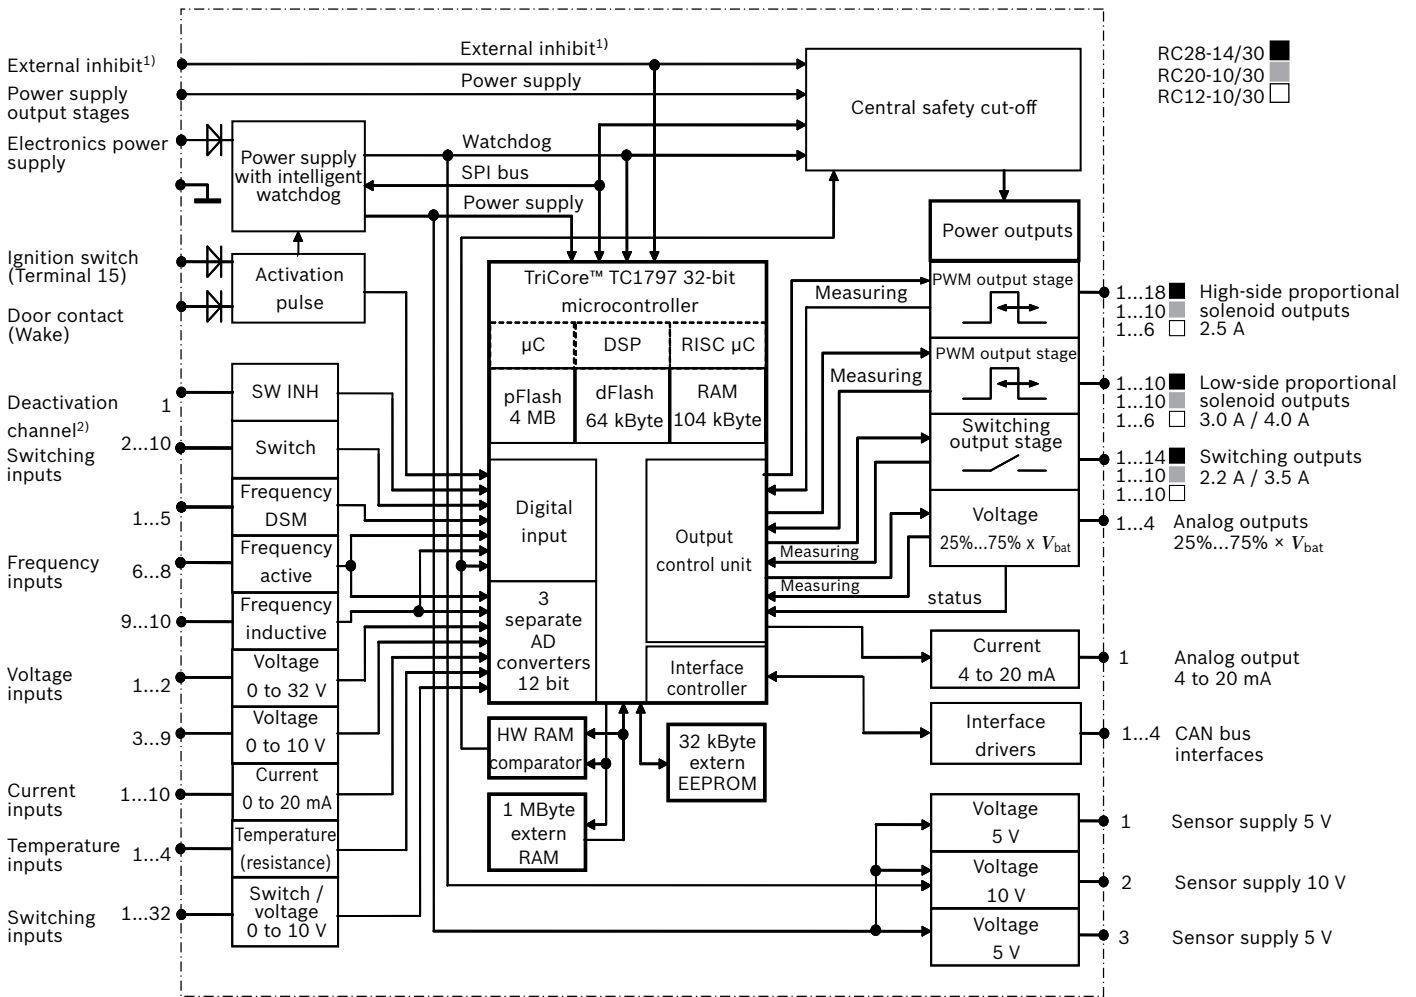 External inhibit1)
Power supply
output stages
Electronics power
supply
Ignition switch
(Terminal 15)
Door contact
(Wake)
Deactivation
channel2)
1
Switching
inputs
2...10
1...5
Frequency
inputs
6...8
9...10
Voltage
inputs
1...2
3...9
Current
inputs
1...10
Temperature
inputs
1...4
Switching
inputs
1...32
External inhibit1)
Power supply
Watchdog
SPI bus
Power supply
Power supply
with intelligent
watchdog
Activation
pulse
SW INH
Switch
Frequency
DSM
Frequency
active
Frequency
inductive
Voltage
0 to 32 V
Voltage
0 to 10 V
Current
0 to 20 mA
Temperature
(resistance)
Switch /
voltage
0 to 10 V
TriCore™ TC1797 32-bit
microcontroller
µC
DSP
RISC µC
pFlash
4 MB
dFlash
64 kByte
RAM
104 kByte
Digital
input
3
separate
AD
converters
12 bit
Output
control unit
Interface
controller
HW RAM
comparator
1 MByte
extern
RAM
32 kByte
extern
EEPROM
Central safety cut-off
Power outputs
Measuring
PWM output stage
Measuring
PWM output stage
Switching
output stage
Measuring
Voltage
25%...75% x Vbat
Measuring
status
Current
4 to 20 mA
Interface
drivers
Voltage
5 V
Voltage
10 V
Voltage
5 V
RC28-14/30
RC20-10/30
RC12-10/30
1...18 High-side proportional
1...10 solenoid outputs
1...6 2.5 A
1...10 Low-side proportional
1...10 solenoid outputs
1...6 3.0 A / 4.0 A
1...14 Switching outputs
1...10 2.2 A / 3.5 A
1...10
1...4 Analog outputs
25%...75% × Vbat
1 Analog output
4 to 20 mA
1...4 CAN bus
interfaces
1 Sensor supply 5 V
2 Sensor supply 10 V
3 Sensor supply 5 V